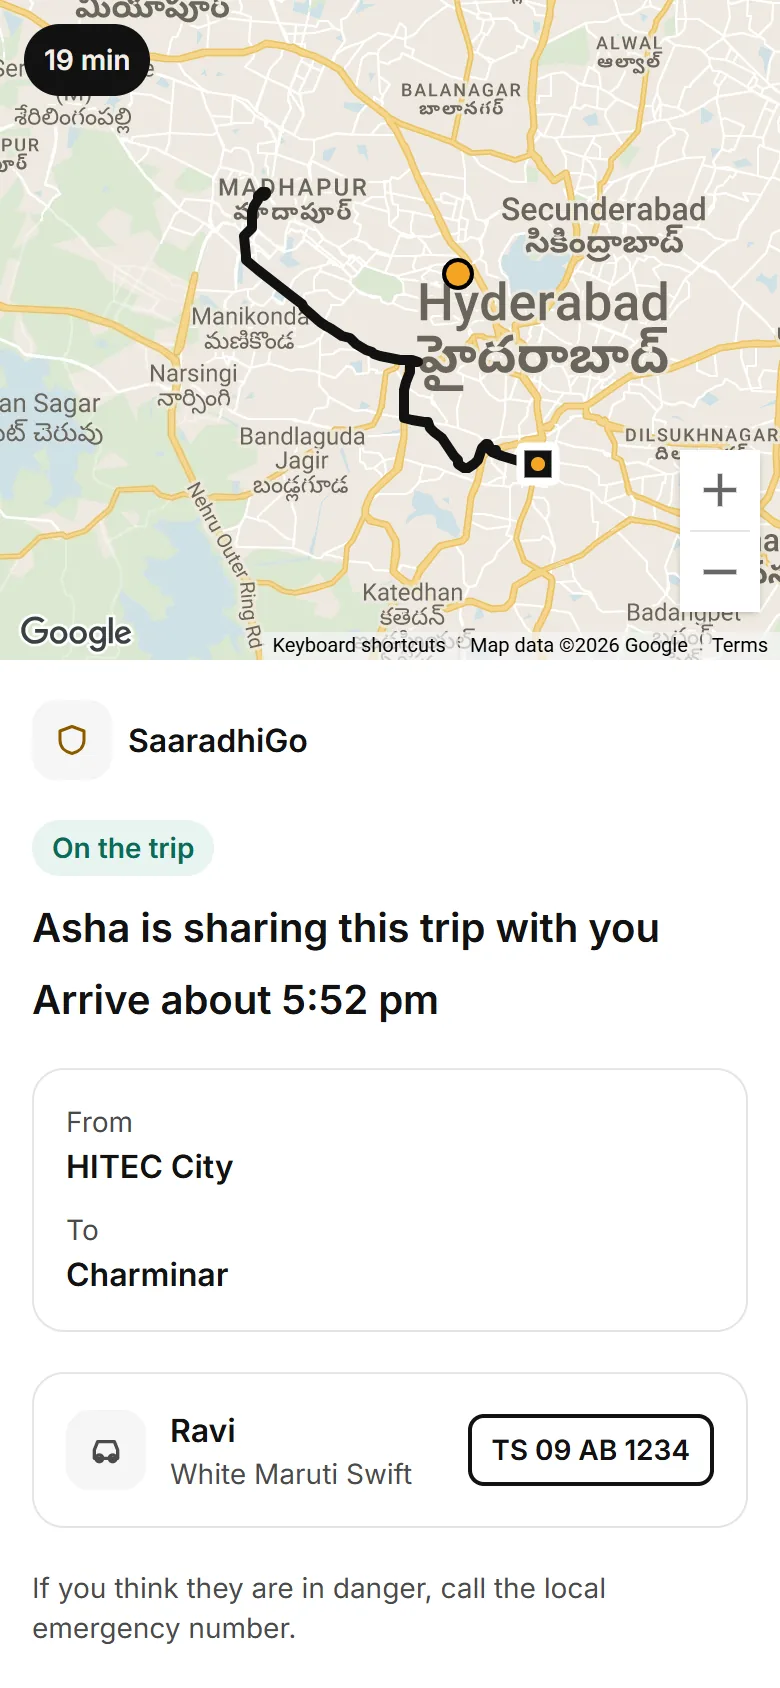 మియాపూర్
19 min
శేరిలింగంపల్లి
ALWAL
ఆల్వాల్
BALANAGAR
బాలానగర్
MADHAPUR
మాదాపూర్
Secunderabad
సికింద్రాబాద్
Hyderabad
హైదరాబాద్
Manikonda
మణికొండ
Narsingi
నార్సింగి
an Sagar
చెరువు
Bandlaguda
Jagir
బండ్లగూడ
DILSUKHNAGAR
Nehru Outer Ring Rd
Katedhan
కతెదన్
Badangpet
Google
Keyboard shortcuts
Map data ©2026 Google
Terms
SaaradhiGo
On the trip
Asha is sharing this trip with you
Arrive about 5:52 pm
From
HITEC City
To
Charminar
Ravi
White Maruti Swift
TS 09 AB 1234
If you think they are in danger, call the local
emergency number.